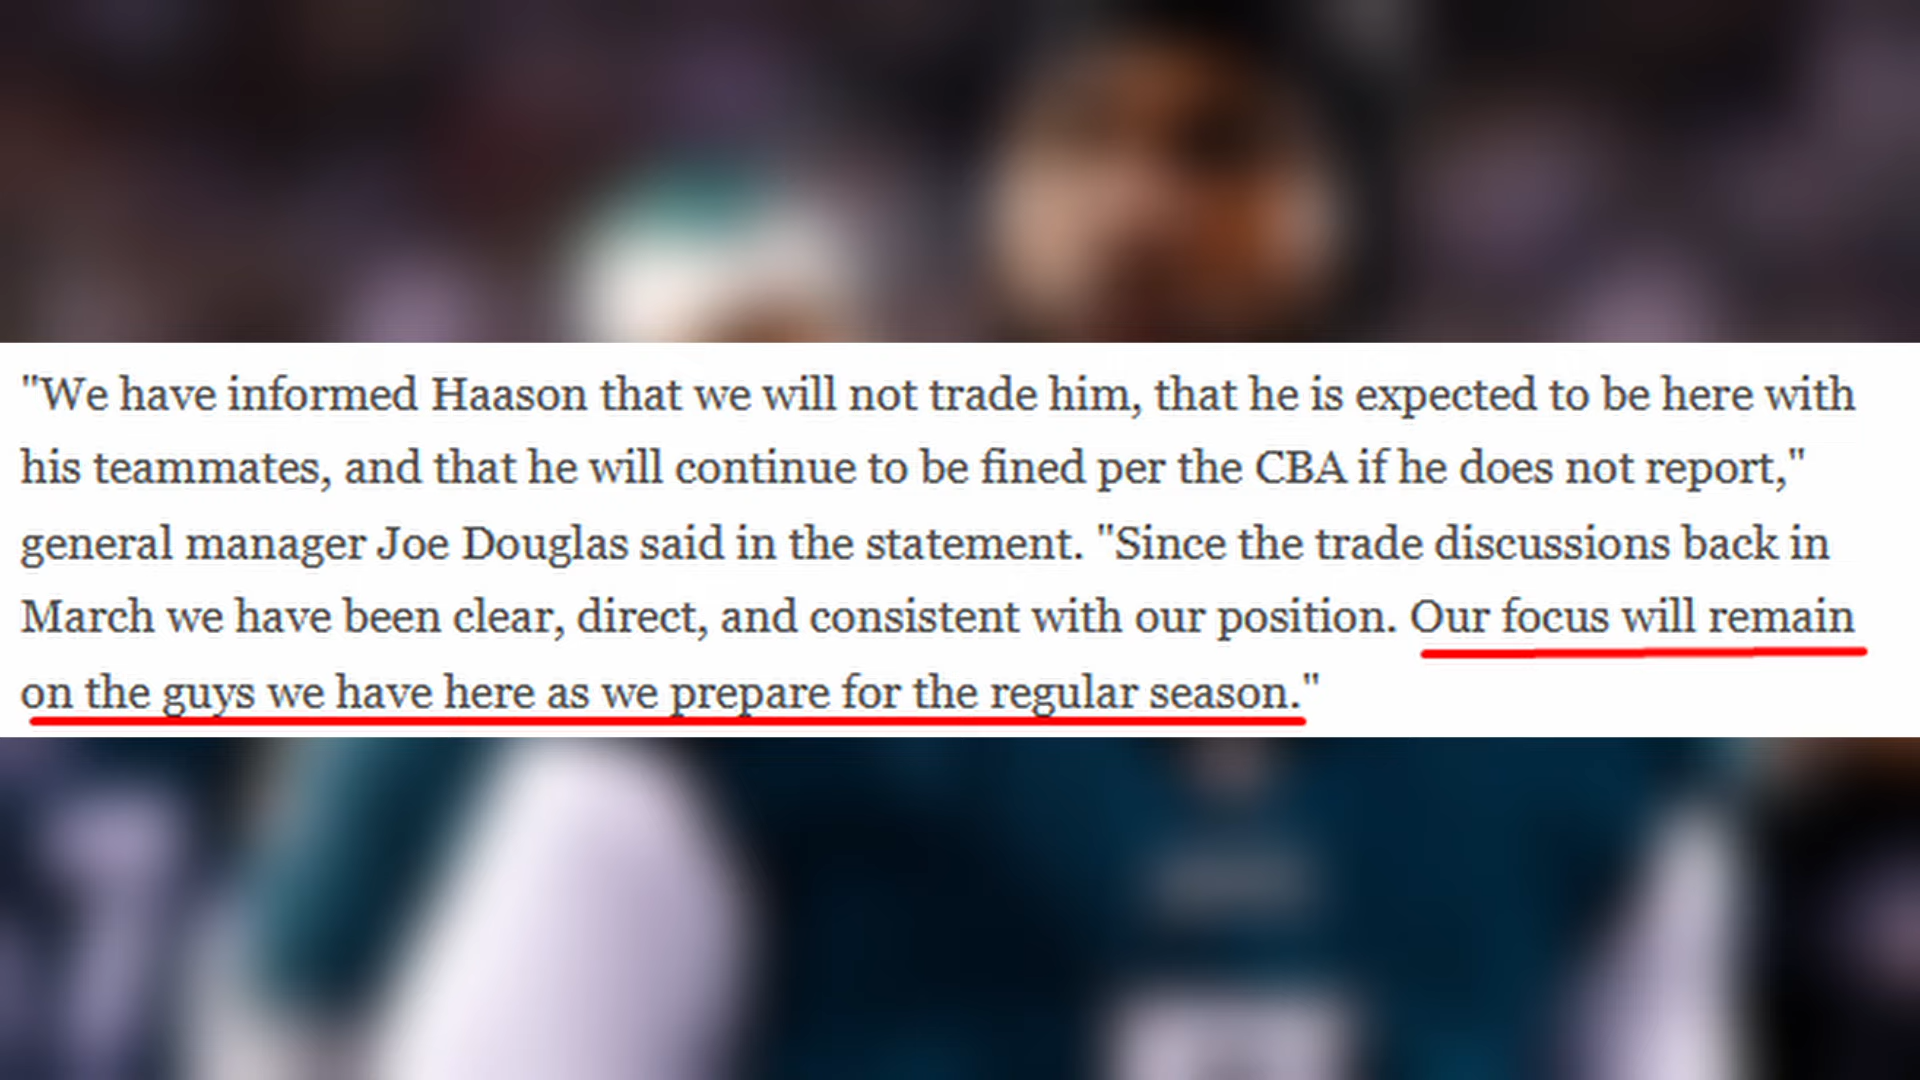 "We have informed Haason that we will not trade him, that he is expected to be here with
his teammates, and that he will continue to be fined per the CBA if he does not report,"
general manager Joe Douglas said in the statement. "Since the trade discussions back in
March we have been clear, direct, and consistent with our position. Our focus will remain
on the guys we have here as we prepare for the regular season."